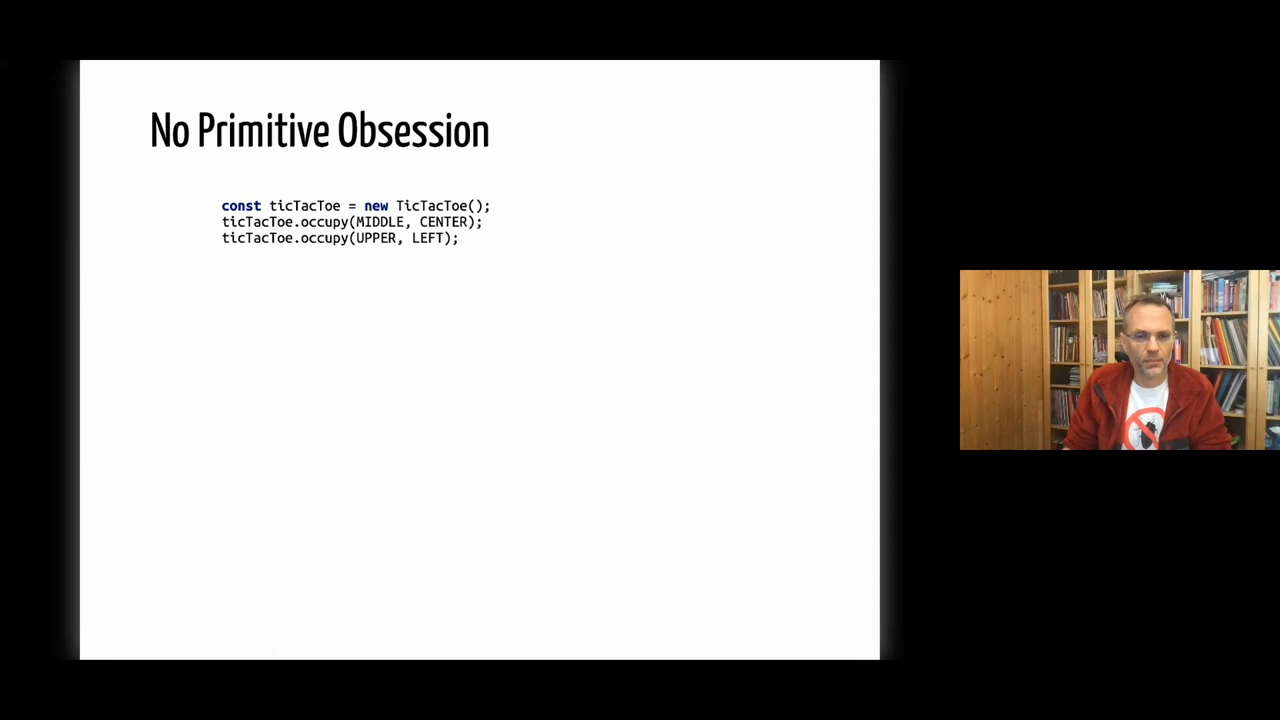 No Primitive Obsession
const ticTacToe = new TicTacToe();
ticTacToe.occupy(MIDDLE, CENTER);
ticTacToe.occupy(UPPER, LEFT);